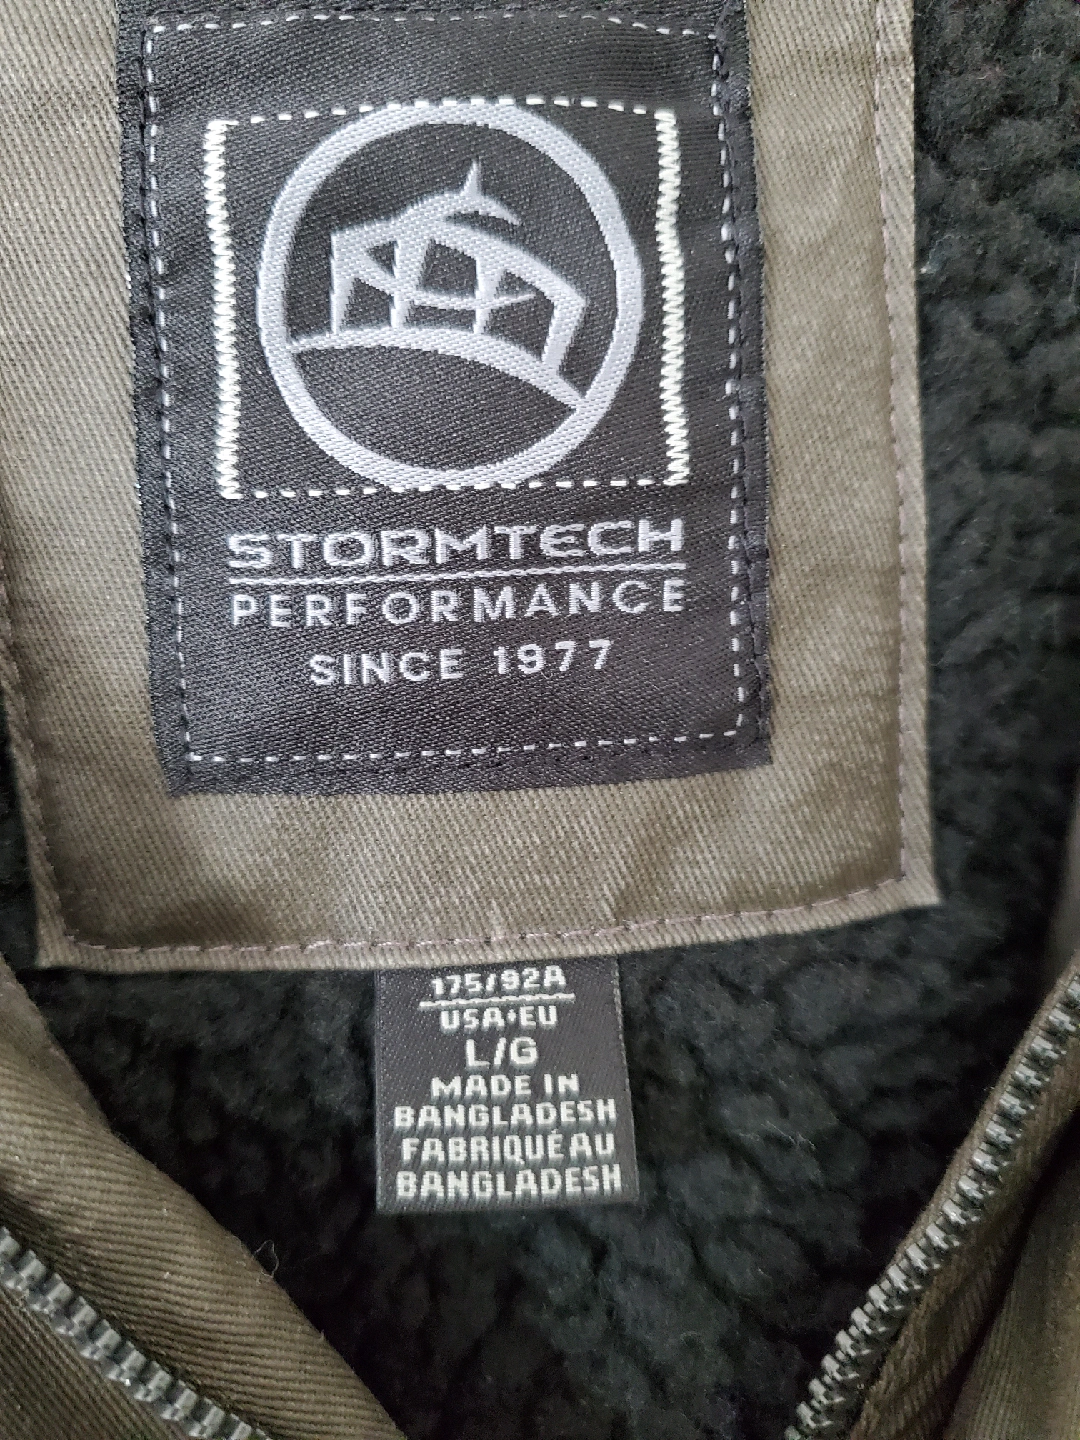 STORMTECH
PERFORMANCE
SINCE 1977
175/92A
USA•EU
L/G
MADE IN
BANGLADESH
FABRIQUÉ AU
BANGLADESH